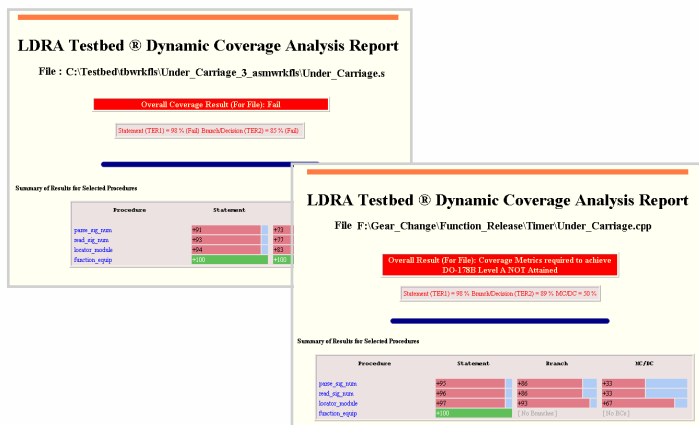 LDRA Testbed ® Dynamic Coverage Analysis Report
File : C:\Testbed\tbwrkfls\Under_Carriage_3_asmwrkfls\Under_Carriage.s
Overall Coverage Result (For File): Fail
Statement (TER1) = 98 % (Fail) Branch/Decision (TER2) = 85 % (Fail)
Summary of Results for Selected Procedures
Procedure Statement
parse_sig_num +91 +73
read_sig_num +93 +77
locator_module +94 +83
function_equip +100 +100
LDRA Testbed ® Dynamic Coverage Analysis Report
File F:\Gear_Change\Function_Release\Timer\Under_Carriage.cpp
Overall Result (For File): Coverage Metrics required to achieve
DO-178B Level A NOT Attained
Statement (TER1) = 98 % Branch/Decision (TER2) = 89 % MC/DC = 50 %
Summary of Results for Selected Procedures
Procedure Statement Branch MC/DC
parse_sig_num +95 +86 +33
read_sig_num +96 +86 +33
locator_module +97 +93 +67
function_equip +100 [ No Branches ] [ No BCs ]